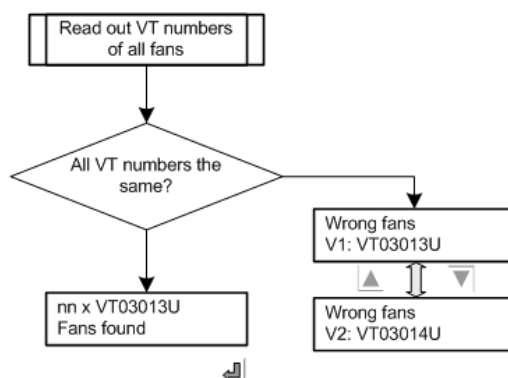 Read out VT numbers
of all fans
All VT numbers the
same?
Wrong fans
V1: VT03013U
nn x VT03013U
Fans found
Wrong fans
V2: VT03014U